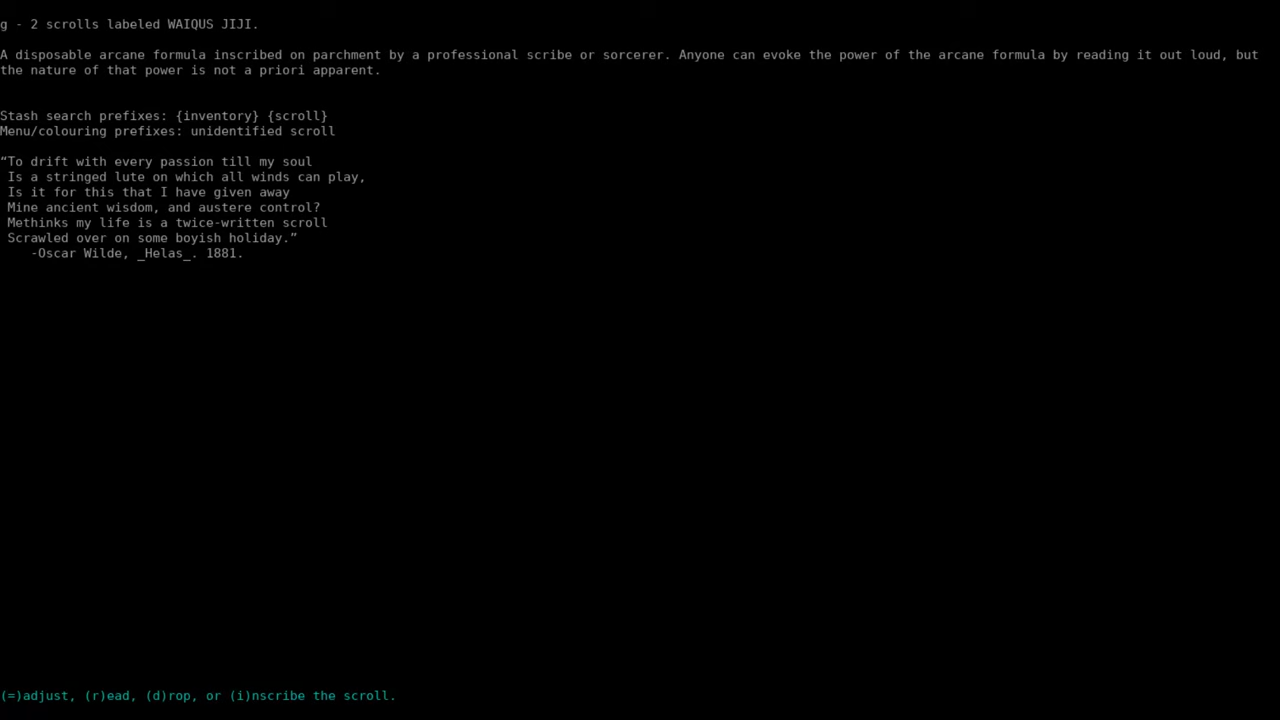 g - 2 scrolls labeled WAIQUS JIJI.
A disposable arcane formula inscribed on parchment by a professional scribe or sorcerer. Anyone can evoke the power of the arcane formula by reading it out loud, but
the nature of that power is not a priori apparent.
Stash search prefixes: {inventory} {scroll}
Menu/colouring prefixes: unidentified scroll
“To drift with every passion till my soul
Is a stringed lute on which all winds can play,
Is it for this that I have given away
Mine ancient wisdom, and austere control?
Methinks my life is a twice-written scroll
Scrawled over on some boyish holiday.”
-Oscar Wilde, _Helas_. 1881.
(=)adjust, (r)ead, (d)rop, or (i)nscribe the scroll.